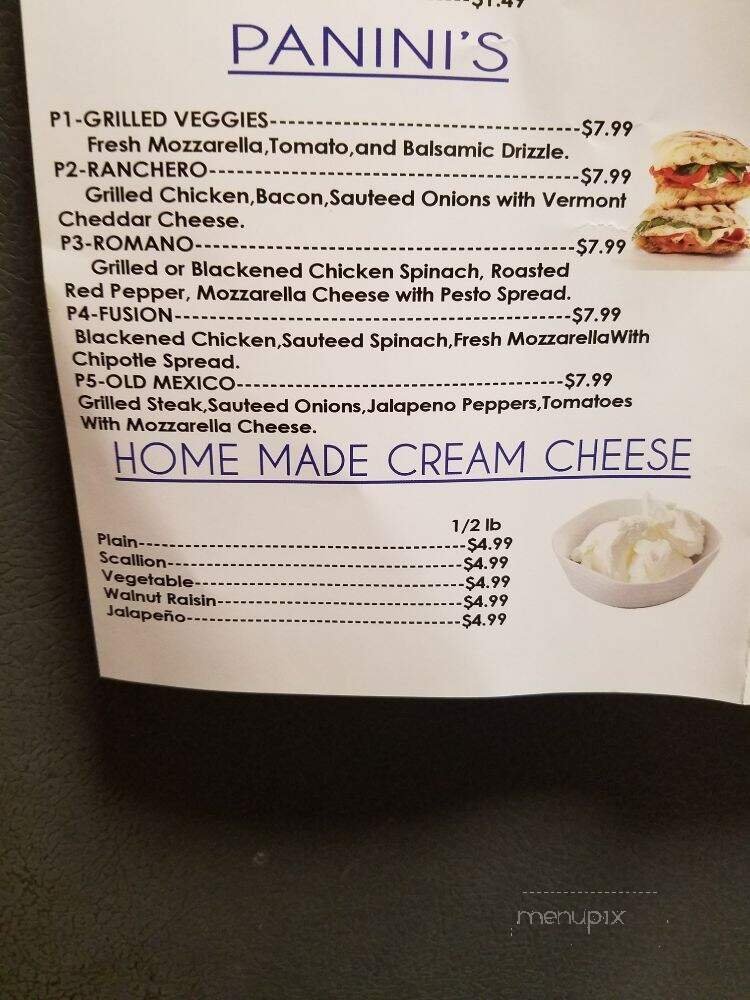 $1.49
PANINI'S
P1-GRILLED VEGGIES-----------------------------------$7.99
Fresh Mozzarella,Tomato,and Balsamic Drizzle.
P2-RANCHERO------------------------------------------$7.99
Grilled Chicken,Bacon,Sauteed Onions with Vermont
Cheddar Cheese.
P3-ROMANO-------------------------------------------$7.99
Grilled or Blackened Chicken Spinach, Roasted
Red Pepper, Mozzarella Cheese with Pesto Spread.
P4-FUSION---------------------------------------------$7.99
Blackened Chicken,Sauteed Spinach,Fresh MozzarellaWith
Chipotle Spread.
P5-OLD MEXICO-------------------------------------$7.99
Grilled Steak,Sauteed Onions,Jalapeno Peppers,Tomatoes
With Mozzarella Cheese.
HOME MADE CREAM CHEESE
1/2 lb
Plain--------------------------------------$4.99
Scallion----------------------------------$4.99
Vegetable-------------------------------$4.99
Walnut Raisin----------------------------$4.99
Jalapeño--------------------------------$4.99
menupix